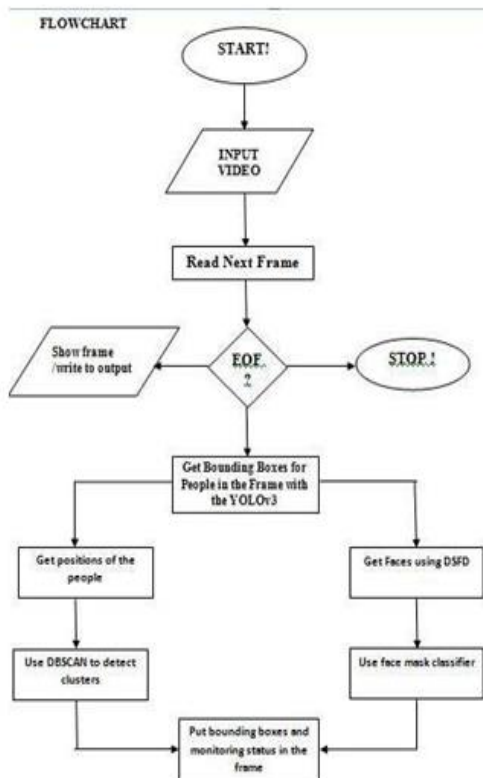 FLOWCHART
START!
INPUT
VIDEO
Read Next Frame
Show frame
/write to output
EOF
?
STOP !
Get Bounding Boxes for
People in the Frame with
the YOLOv3
Get positions of the
people
Get Faces using DSFD
Use DBSCAN to detect
clusters
Use face mask classifier
Put bounding boxes and
monitoring status in the
frame